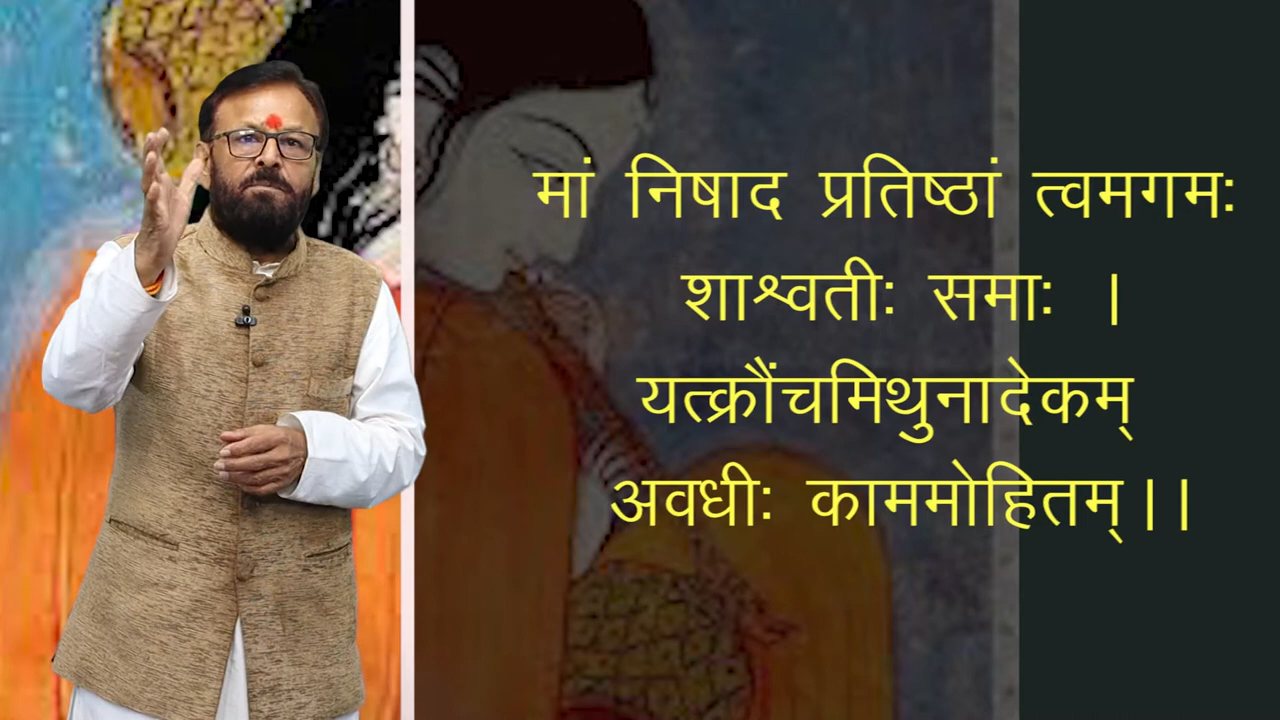 मां निषाद प्रतिष्ठां त्वमगमः
शाश्वतीः समाः ।
यत्क्रौंचमिथुनादेकम्
अवधीः काममोहितम्।।